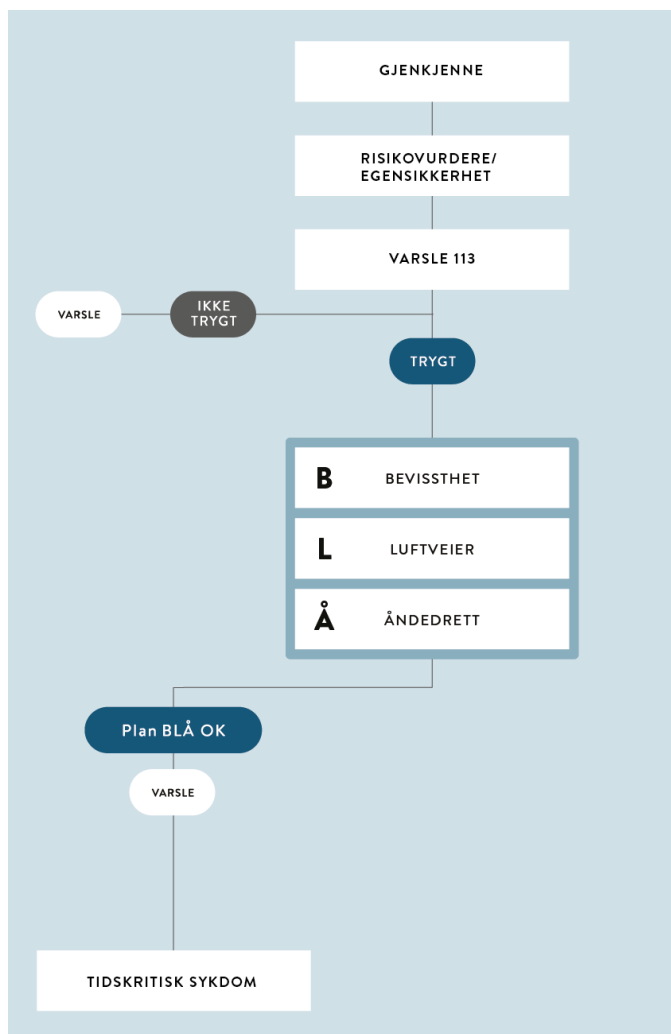 GJENKJENNE
RISIKOVURDERE/
EGENSIKKERHET
VARSLE 113
VARSLE
IKKE
TRYGT
TRYGT
B BEVISSTHET
L LUFTVEIER
Å ÅNDEDRETT
Plan BLÅ OK
VARSLE
TIDSKRITISK SYKDOM